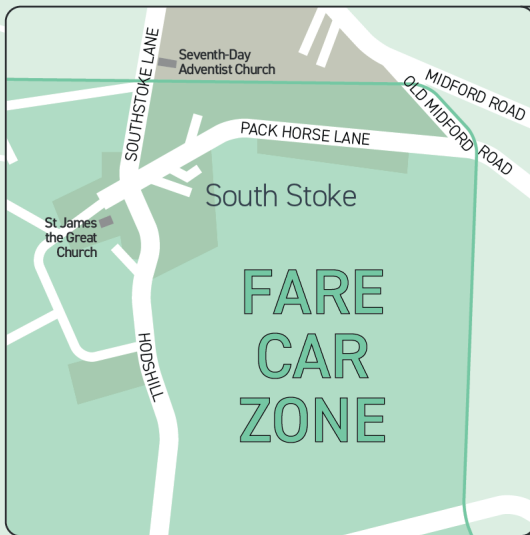 SOUTHSTOKE LANE
Seventh-Day
Adventist Church
MIDFORD ROAD
OLD MIDFORD ROAD
PACK HORSE LANE
South Stoke
St James
the Great
Church
FARE
CAR
ZONE
HODSHILL